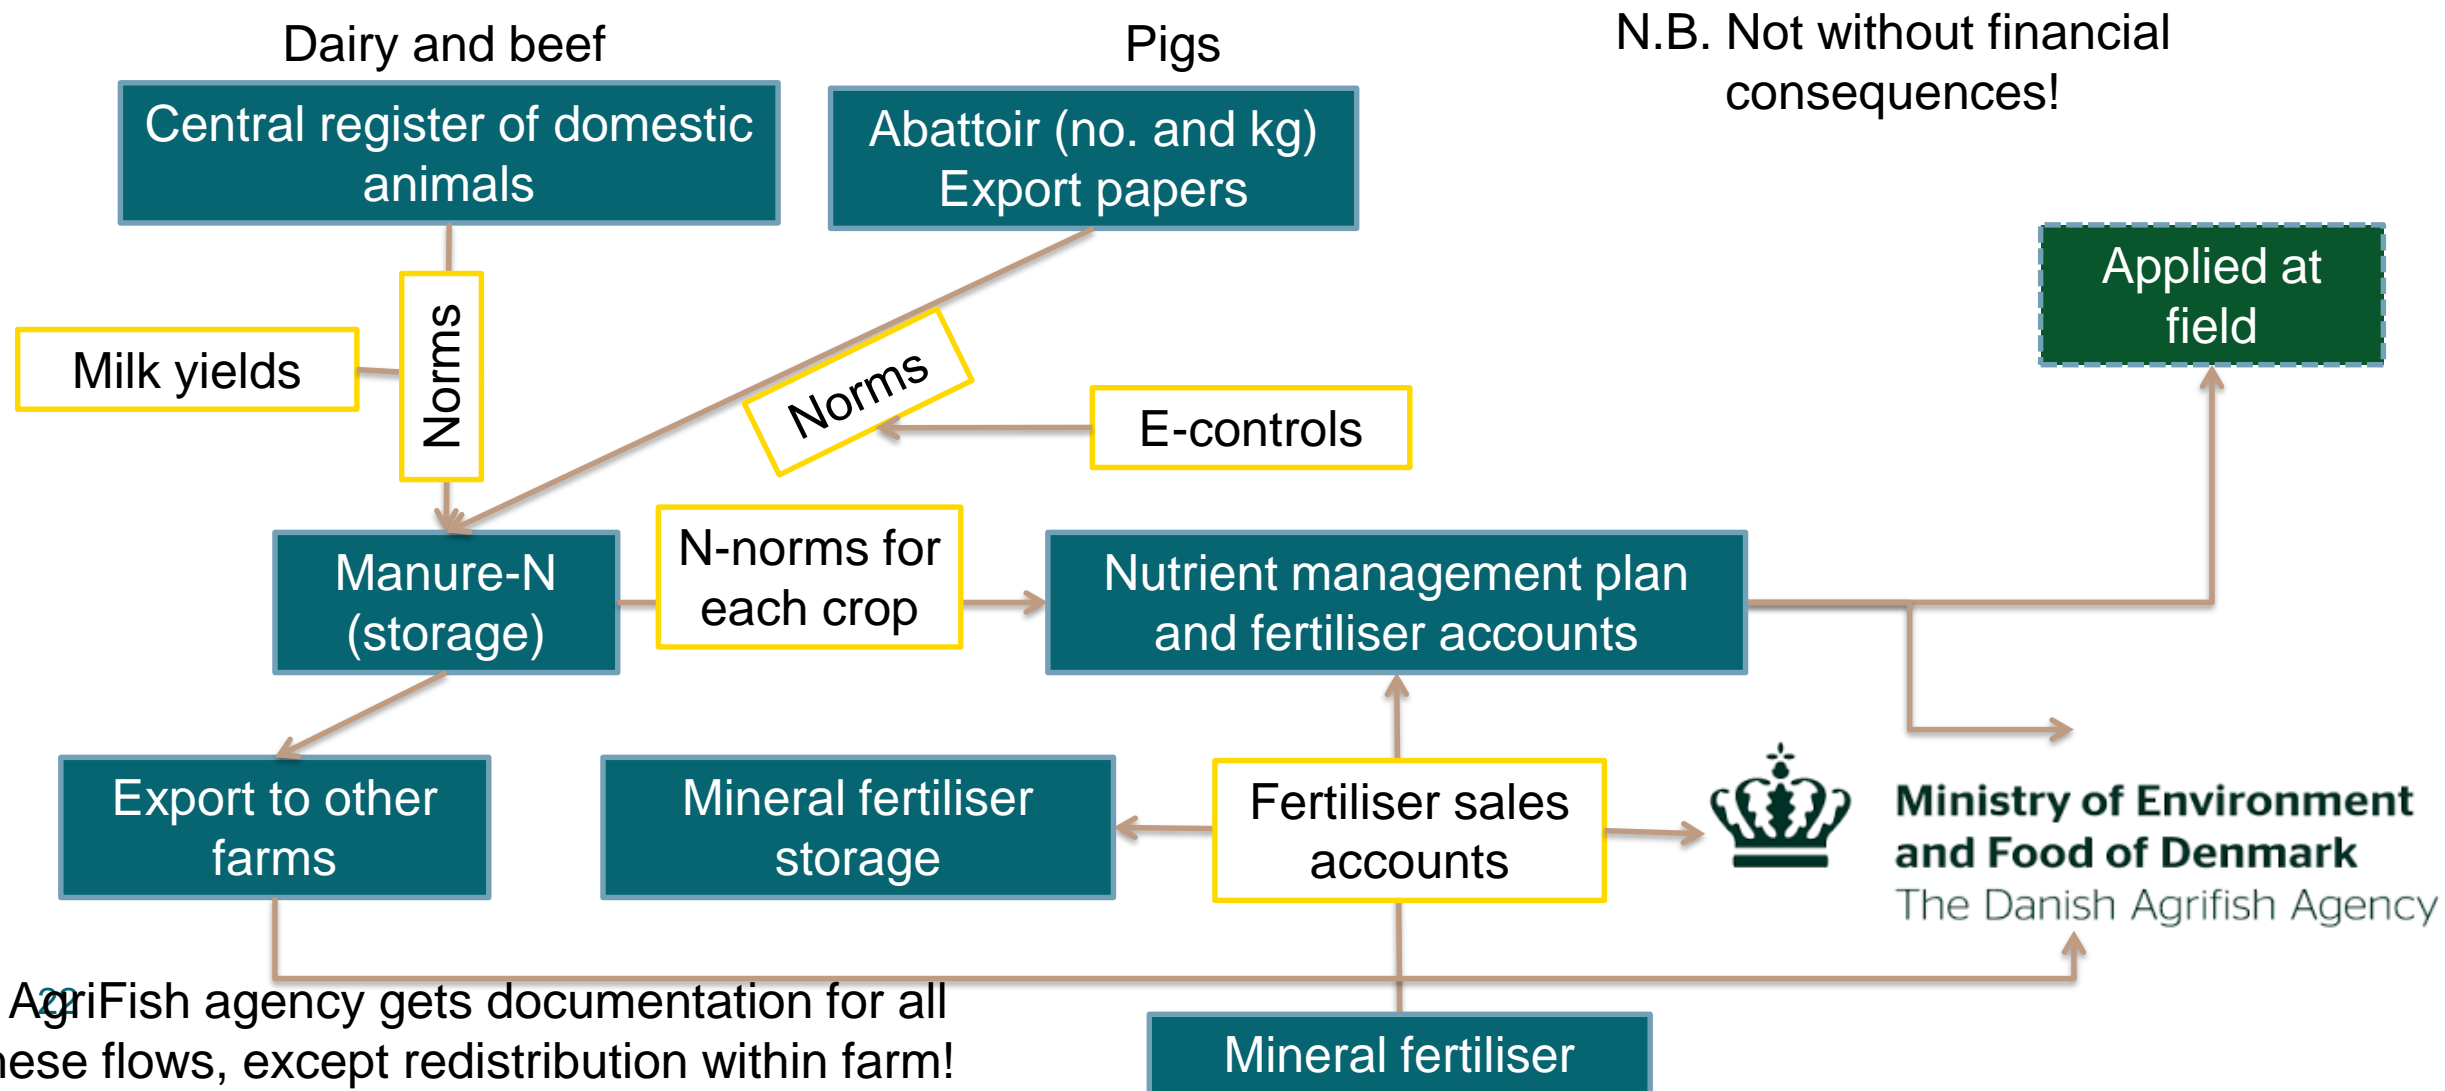 Dairy and beef
Pigs
N.B. Not without financial
consequences!
Central register of domestic
animals
Abattoir (no. and kg)
Export papers
Applied at
field
Milk yields
Norms
Norms
E-controls
Manure-N
(storage)
N-norms for
each crop
Nutrient management plan
and fertiliser accounts
Export to other
farms
Mineral fertiliser
storage
Fertiliser sales
accounts
Ministry of Environment
and Food of Denmark
The Danish Agrifish Agency
22
AgriFish agency gets documentation for all
hese flows, except redistribution within farm!
Mineral fertiliser